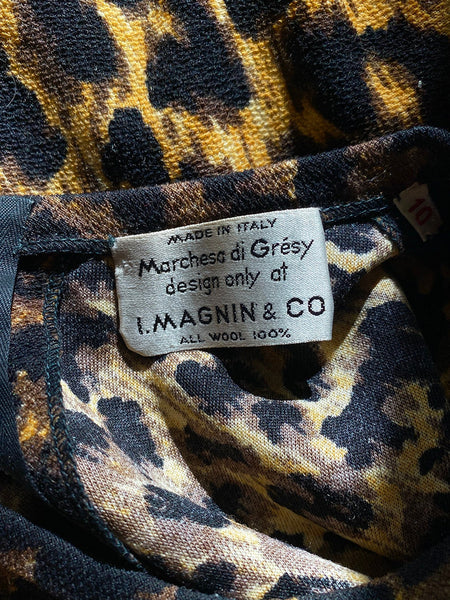 MADE IN ITALY
Marchesa di Grésy
design only at
I. MAGNIN & CO
ALL WOOL 100%
10